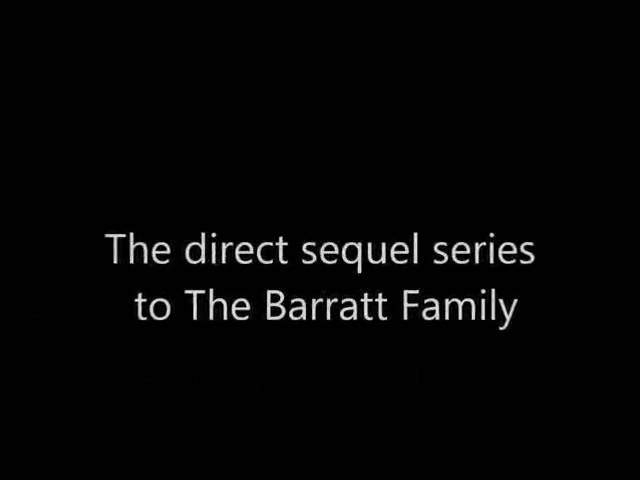 The direct sequel series
to The Barratt Family